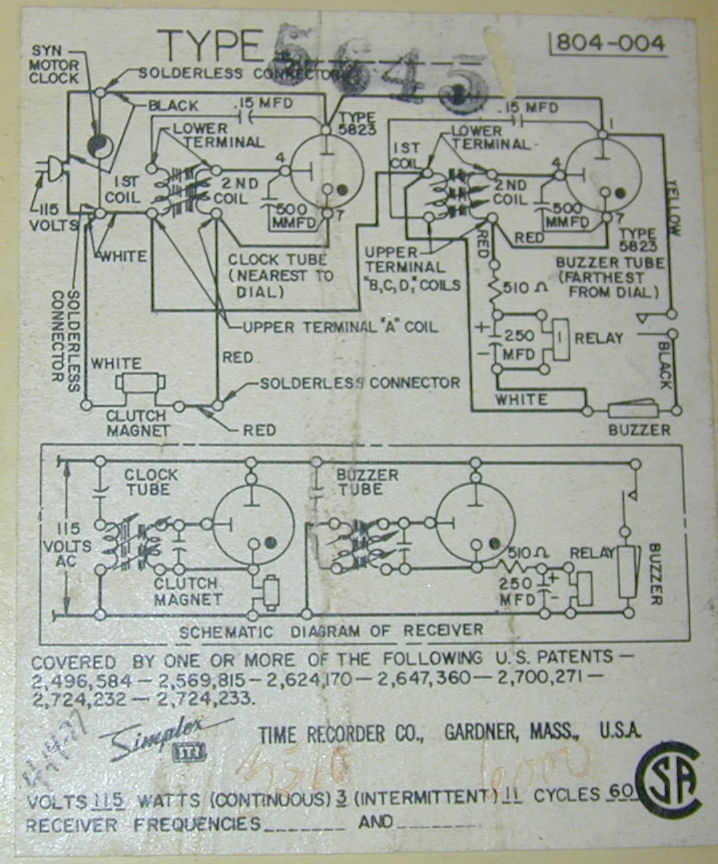 TYPE 5645
804-004
SYN
MOTOR
CLOCK
SOLDERLESS CONNECTOR
BLACK
.15 MFD
TYPE
5823
.15 MFD
1
LOWER
TERMINAL
1ST
COIL
LOWER
TERMINAL
4
4
1ST
COIL
2ND
COIL
500
MMFD
7
2ND
COIL
500
MMFD
7
YELLOW
115
VOLTS
WHITE
RED
RED
TYPE
5823
CLOCK TUBE
(NEAREST TO
DIAL)
UPPER
TERMINAL
"B,C,D," COILS
BUZZER TUBE
(FARTHEST
FROM DIAL)
SOLDERLESS
CONNECTOR
510 Ω
UPPER TERMINAL "A" COIL
+
250
- MFD
RELAY
BLACK
WHITE
RED
SOLDERLESS CONNECTOR
WHITE
CLUTCH
MAGNET
RED
BUZZER
CLOCK
TUBE
BUZZER
TUBE
115
VOLTS
AC
510 Ω
RELAY
BUZZER
CLUTCH
MAGNET
250
MFD
+
-
SCHEMATIC DIAGRAM OF RECEIVER
COVERED BY ONE OR MORE OF THE FOLLOWING U.S. PATENTS —
2,496,584 — 2,569,815 — 2,624,170 — 2,647,360 — 2,700,271 —
2,724,232 — 2,724,233.
Simplex
TIME RECORDER CO., GARDNER, MASS., U.S.A.
VOLTS 115 WATTS (CONTINUOUS) 3 (INTERMITTENT) 11 CYCLES 60
RECEIVER FREQUENCIES_______ AND_______
CSA